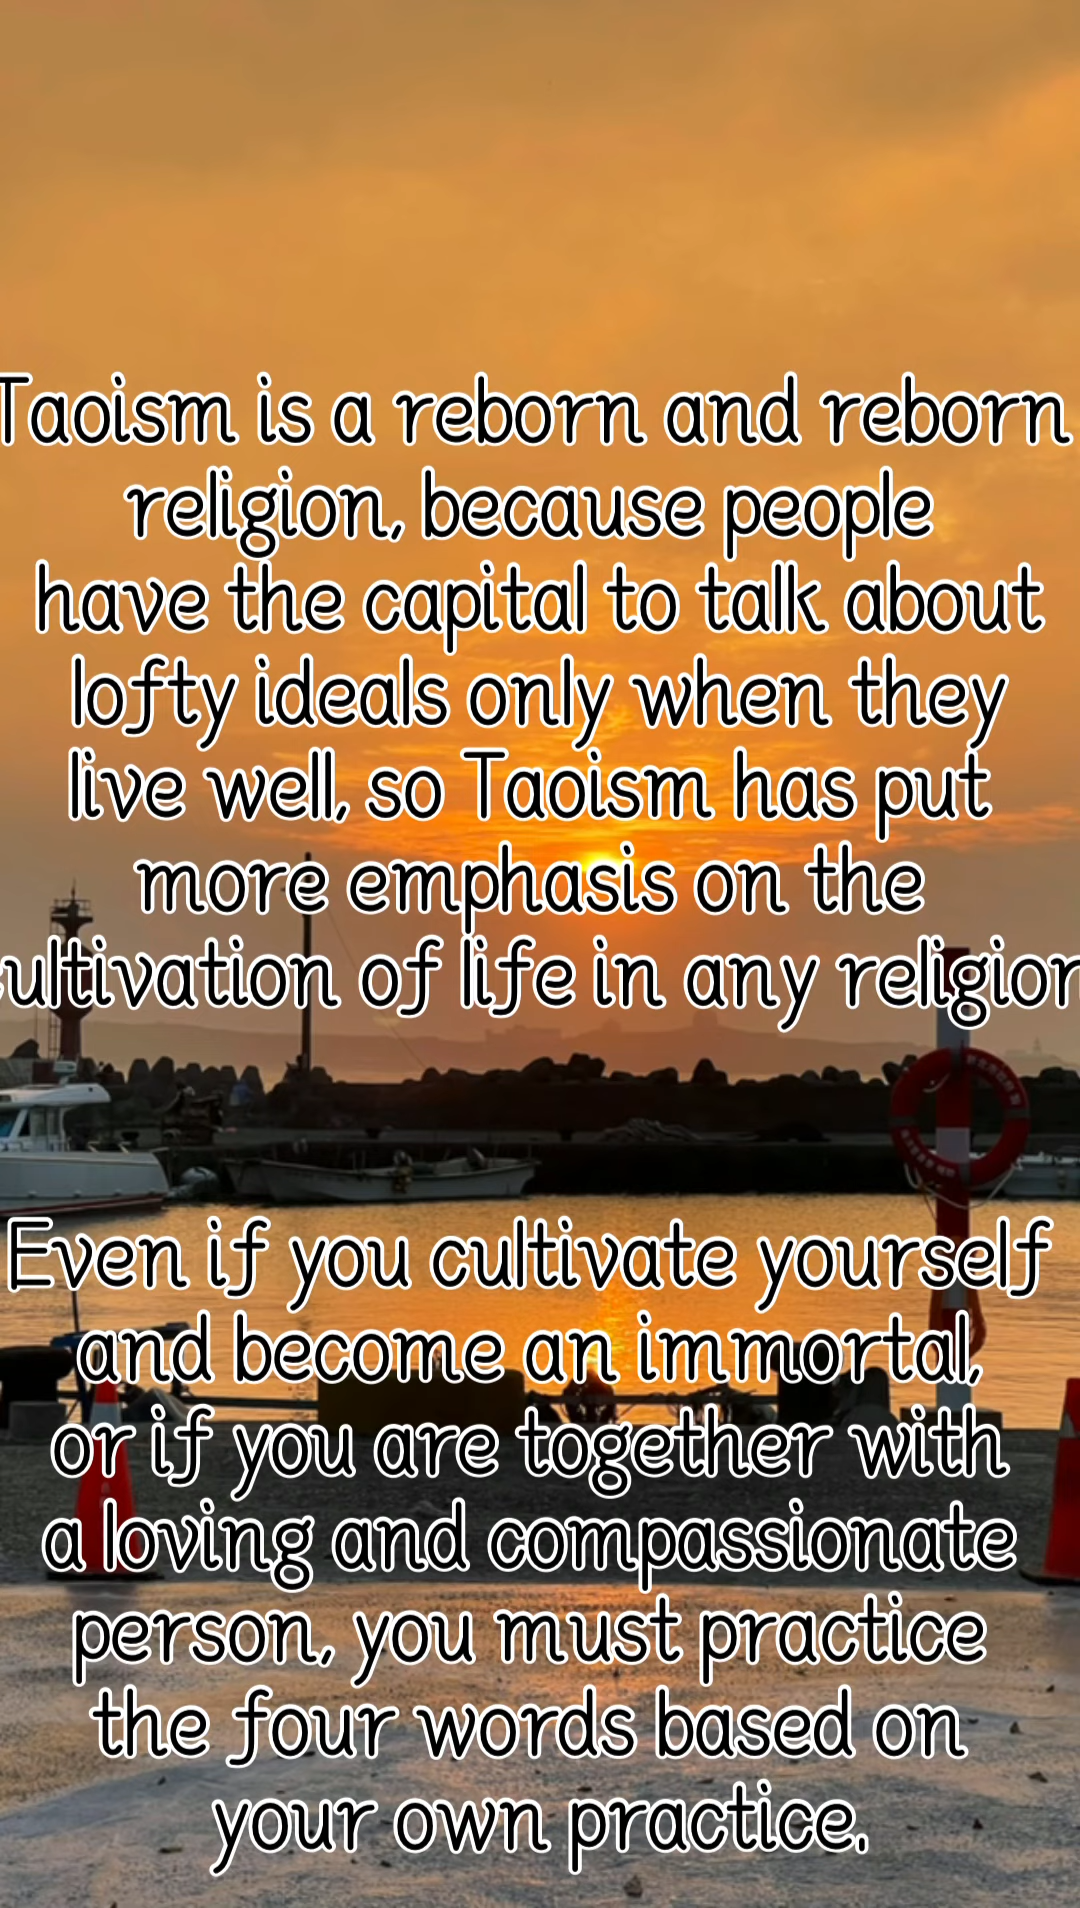 Taoism is a reborn and reborn
religion, because people
have the capital to talk about
lofty ideals only when they
live well, so Taoism has put
more emphasis on the
cultivation of life in any religion
Even if you cultivate yourself
and become an immortal,
or if you are together with
a loving and compassionate
person, you must practice
the four words based on
your own practice.